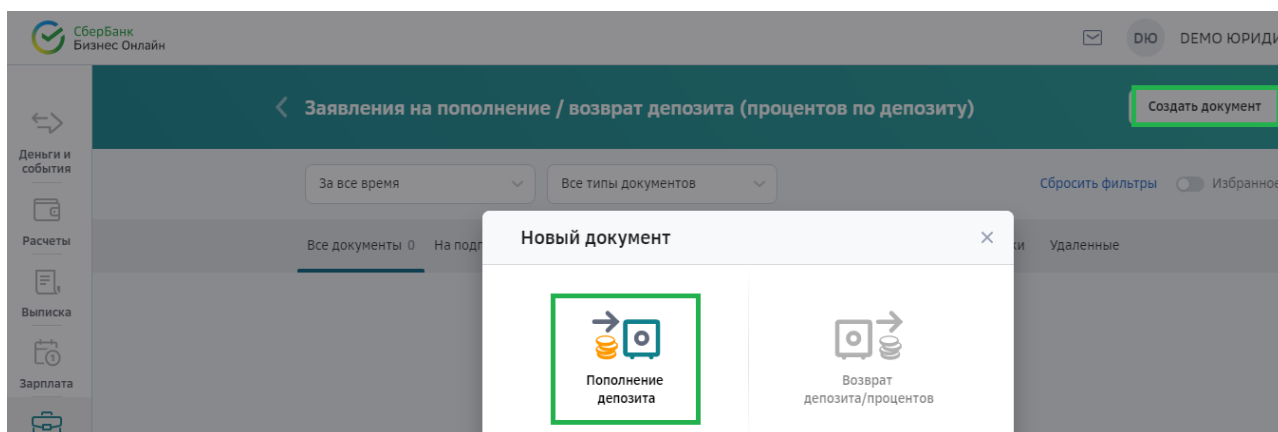 СберБанк
Бизнес Онлайн
DЮ
DEMO ЮРИДИ
Заявления на пополнение / возврат депозита (процентов по депозиту)
Создать документ
Деньги и
события
За все время
Все типы документов
Сбросить фильтры
Избранное
Расчеты
Все документы 0
На подп
Новый документ
ки
Удаленные
Выписка
Зарплата
Пополнение
депозита
Возврат
депозита/процентов